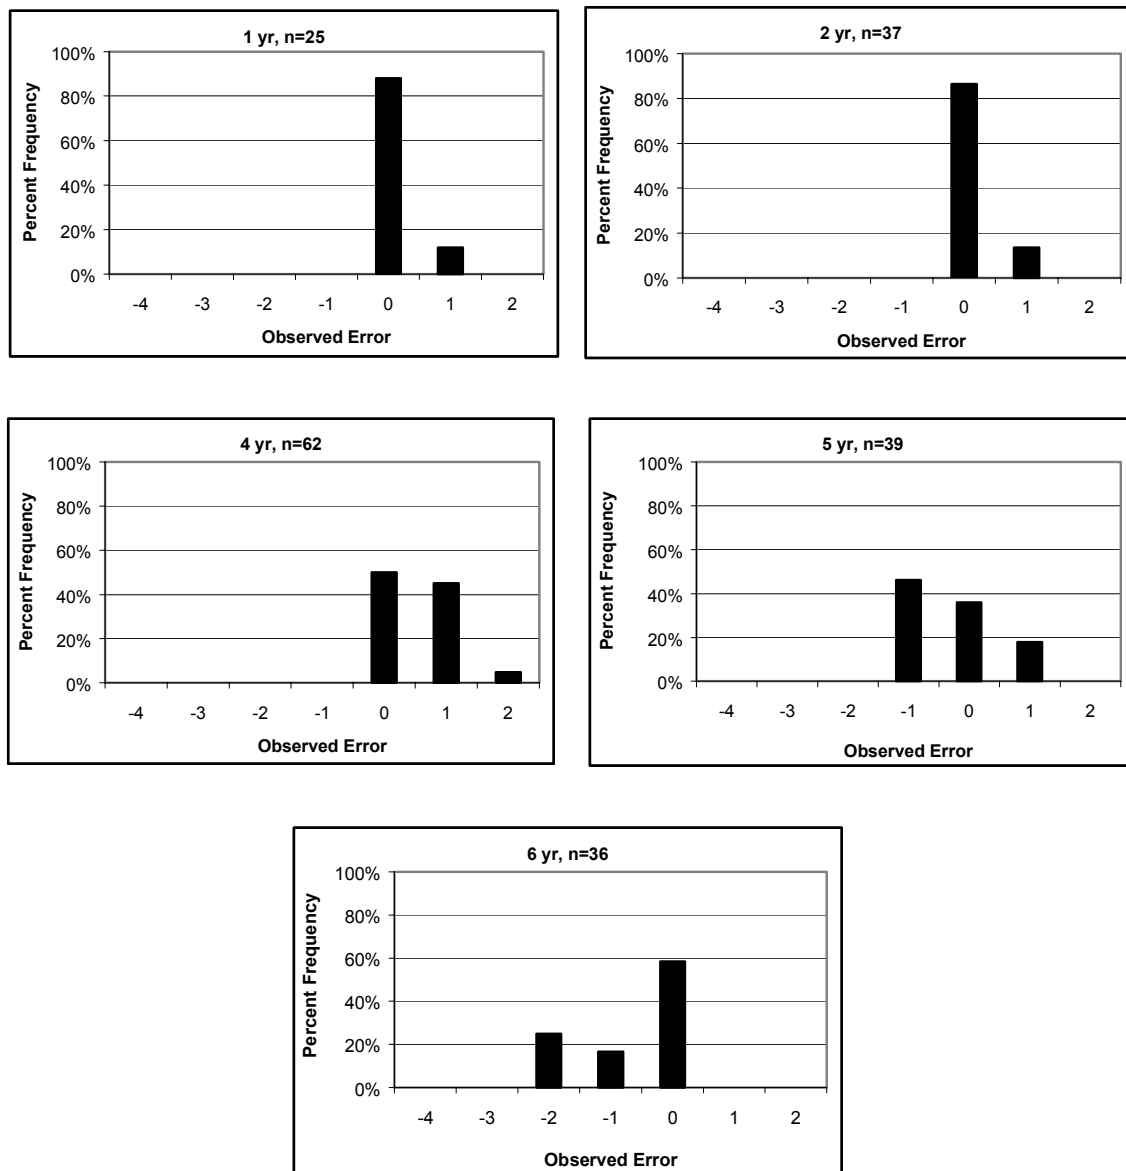 1 yr, n=25
100%
80%
60%
40%
20%
0%
Percent Frequency
-4 -3 -2 -1 0 1 2
Observed Error
2 yr, n=37
100%
80%
60%
40%
20%
0%
Percent Frequency
-4 -3 -2 -1 0 1 2
Observed Error
4 yr, n=62
100%
80%
60%
40%
20%
0%
Percent Frequency
-4 -3 -2 -1 0 1 2
Observed Error
5 yr, n=39
100%
80%
60%
40%
20%
0%
Percent Frequency
-4 -3 -2 -1 0 1 2
Observed Error
6 yr, n=36
100%
80%
60%
40%
20%
0%
Percent Frequency
-4 -3 -2 -1 0 1 2
Observed Error